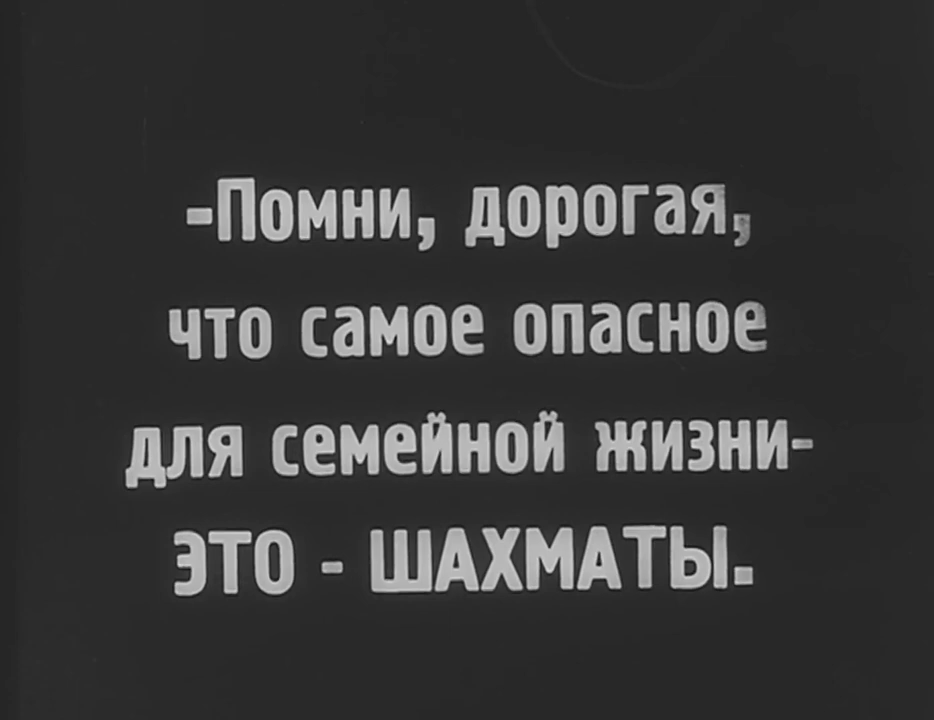 -Помни, дорогая,
что самое опасное
для семейной жизни-
ЭТО - ШАХМАТЫ.